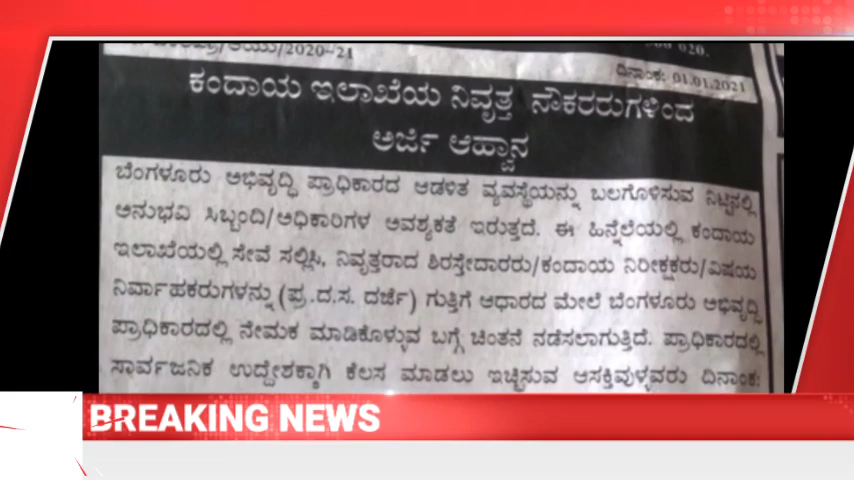 /2020-21
ದಿನಾಂಕ: 01.01.2021
ಕಂದಾಯ ಇಲಾಖೆಯ ನಿವೃತ್ತ ನೌಕರರುಗಳಿಂದ
ಅರ್ಜಿ ಆಹ್ವಾನ
ಬೆಂಗಳೂರು ಅಭಿವೃದ್ಧಿ ಪ್ರಾಧಿಕಾರದ ಆಡಳಿತ ವ್ಯವಸ್ಥೆಯನ್ನು ಬಲಗೊಳಿಸುವ ನಿಟ್ಟಿನಲ್ಲಿ
ಅನುಭವಿ ಸಿಬ್ಬಂದಿ/ಅಧಿಕಾರಿಗಳ ಅವಶ್ಯಕತೆ ಇರುತ್ತದೆ. ಈ ಹಿನ್ನೆಲೆಯಲ್ಲಿ ಕಂದಾಯ
ಇಲಾಖೆಯಲ್ಲಿ ಸೇವೆ ಸಲ್ಲಿಸಿ, ನಿವೃತ್ತರಾದ ಶಿರಸ್ತೇದಾರರು/ಕಂದಾಯ ನಿರೀಕ್ಷಕರು/ವಿಷಯ
ನಿರ್ವಾಹಕರುಗಳನ್ನು (ಪ್ರ.ದ.ಸ. ದರ್ಜೆ) ಗುತ್ತಿಗೆ ಆಧಾರದ ಮೇಲೆ ಬೆಂಗಳೂರು ಅಭಿವೃದ್ಧಿ
ಪ್ರಾಧಿಕಾರದಲ್ಲಿ ನೇಮಕ ಮಾಡಿಕೊಳ್ಳುವ ಬಗ್ಗೆ ಚಿಂತನೆ ನಡೆಸಲಾಗುತ್ತಿದೆ. ಪ್ರಾಧಿಕಾರದಲ್ಲಿ
ಸಾರ್ವಜನಿಕ ಉದ್ದೇಶಕ್ಕಾಗಿ ಕೆಲಸ ಮಾಡಲು ಇಚ್ಛಿಸುವ ಆಸಕ್ತಿವುಳ್ಳವರು ದಿನಾಂಕ:
BREAKING NEWS